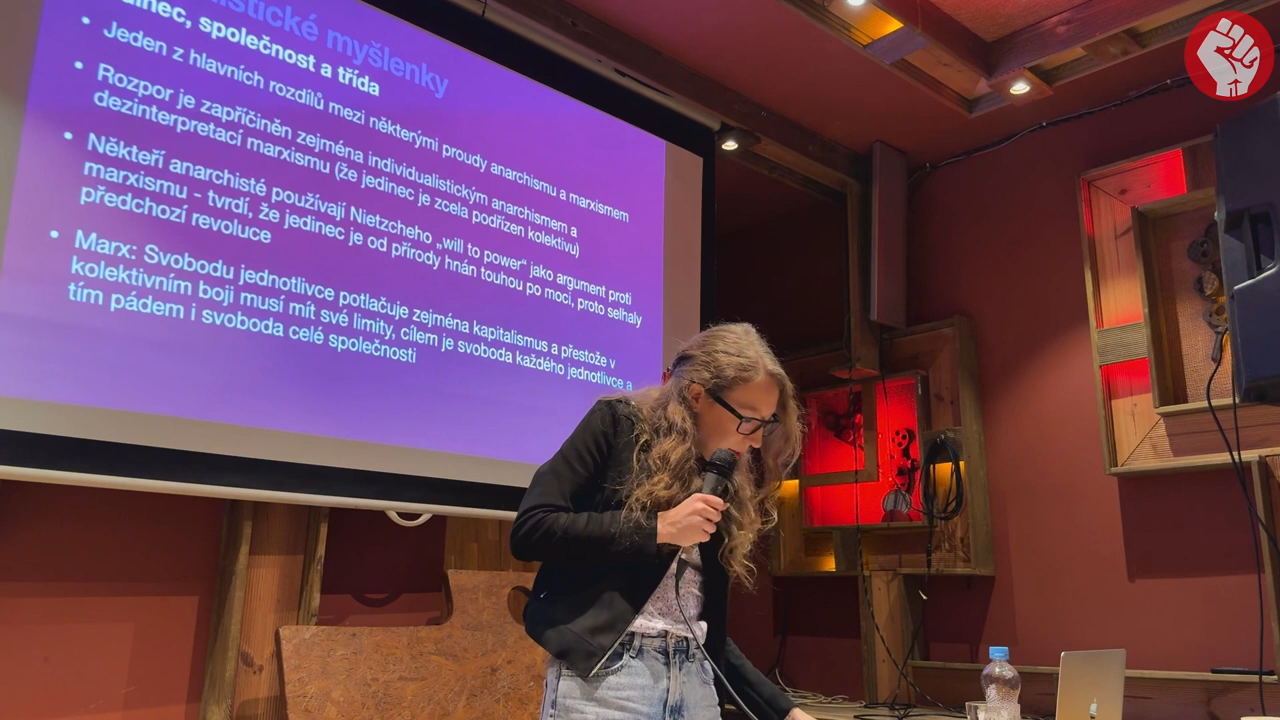 myšlenky
společnost a třída
Jeden z hlavních rozdílů mezi některými proudy anarchismu a marxismem
Rozpor je zapříčiněn zejména individualistickým anarchismem a
dezinterpretací marxismu (že jedinec je zcela podřízen kolektivu)
Někteří anarchisté používají Nietzcheho „will to power“ jako argument proti
marxismu - tvrdí, že jedinec je od přírody hnán touhou po moci, proto selhaly
předchozí revoluce
Marx: Svobodu jednotlivce potlačuje zejména kapitalismus a přestože v
kolektivním boji musí mít své limity, cílem je svoboda každého jednotlivce a
tím pádem i svoboda celé společnosti